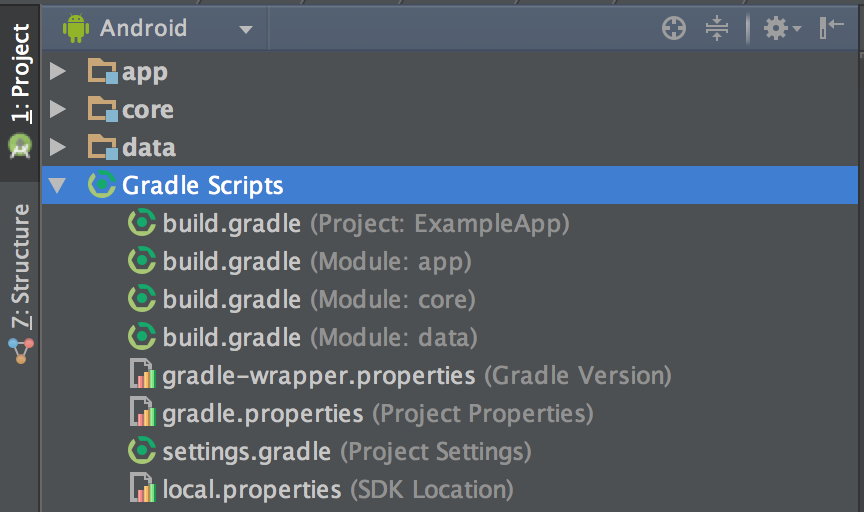 1: Project
Android
app
core
data
Gradle Scripts
build.gradle (Project: ExampleApp)
build.gradle (Module: app)
build.gradle (Module: core)
build.gradle (Module: data)
gradle-wrapper.properties (Gradle Version)
gradle.properties (Project Properties)
settings.gradle (Project Settings)
local.properties (SDK Location)
7: Structure